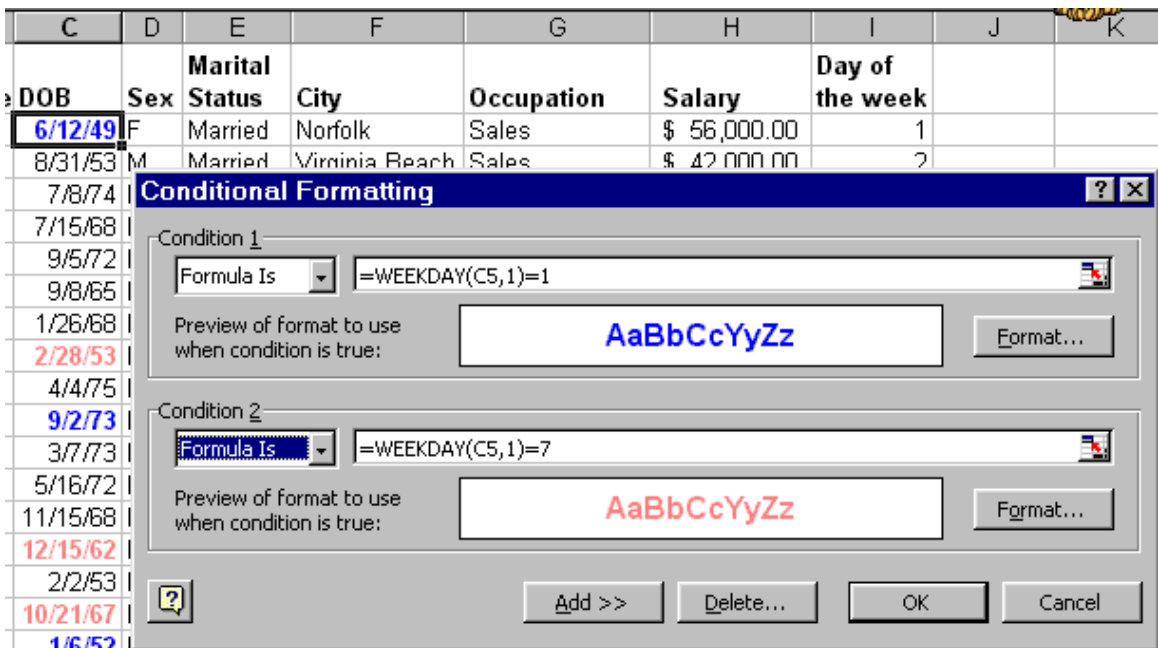 C D E F G H I J K
Marital Day of
e DOB Sex Status City Occupation Salary the week
6/12/49 F Married Norfolk Sales $ 56,000.00 1
8/31/53 M Married Virginia Beach Sales $ 42,000.00 2
7/8/74
Conditional Formatting
7/15/68
Condition 1
9/5/72
Formula Is =WEEKDAY(C5,1)=1
9/8/65
1/26/68
Preview of format to use
when condition is true:
AaBbCcYyZz
Format...
2/28/53
4/4/75
9/2/73
Condition 2
3/7/73
Formula Is =WEEKDAY(C5,1)=7
5/16/72
Preview of format to use
when condition is true:
AaBbCcYyZz
Format...
11/15/68
12/15/62
2/2/53
Add >> Delete... OK Cancel
10/21/67
1/6/52